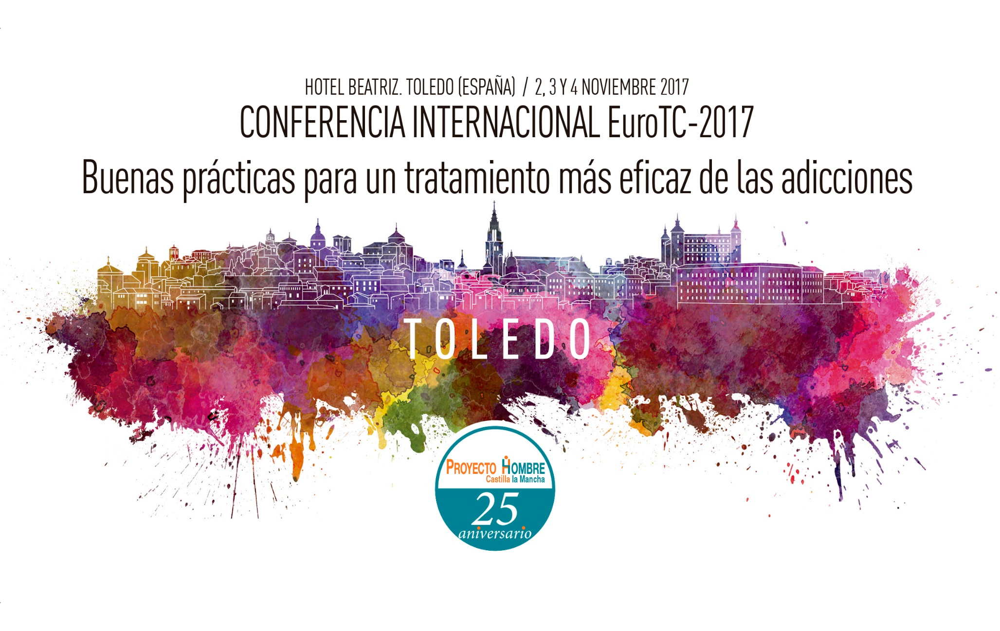 HOTEL BEATRIZ. TOLEDO (ESPAÑA) / 2, 3 Y 4 NOVIEMBRE 2017
CONFERENCIA INTERNACIONAL EuroTC-2017
Buenas prácticas para un tratamiento más eficaz de las adicciones
TOLEDO
PROYECTO HOMBRE
Castilla la Mancha
25
aniversario